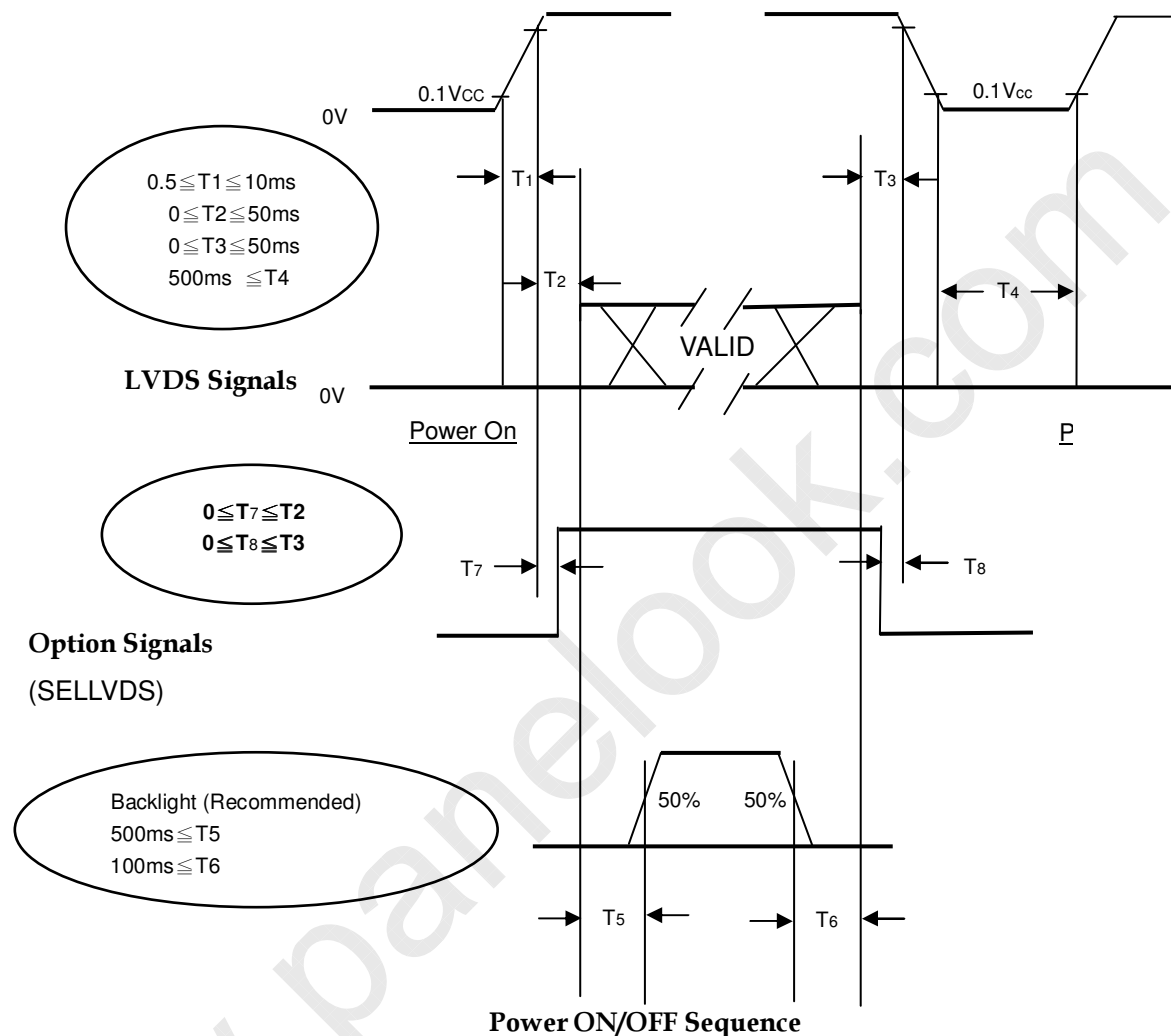 0.1Vcc
0.1Vcc
0V
0.5≦T1≦10ms
0≦T2≦50ms
0≦T3≦50ms
500ms ≦T4
T1
T3
T2
T4
VALID
LVDS Signals
0V
Power On
P
0≦T7≦T2
0≦T8≦T3
T7
T8
Option Signals
(SELLVDS)
Backlight (Recommended)
500ms≦T5
100ms≦T6
50%
50%
T5
T6
Power ON/OFF Sequence
panelook.com